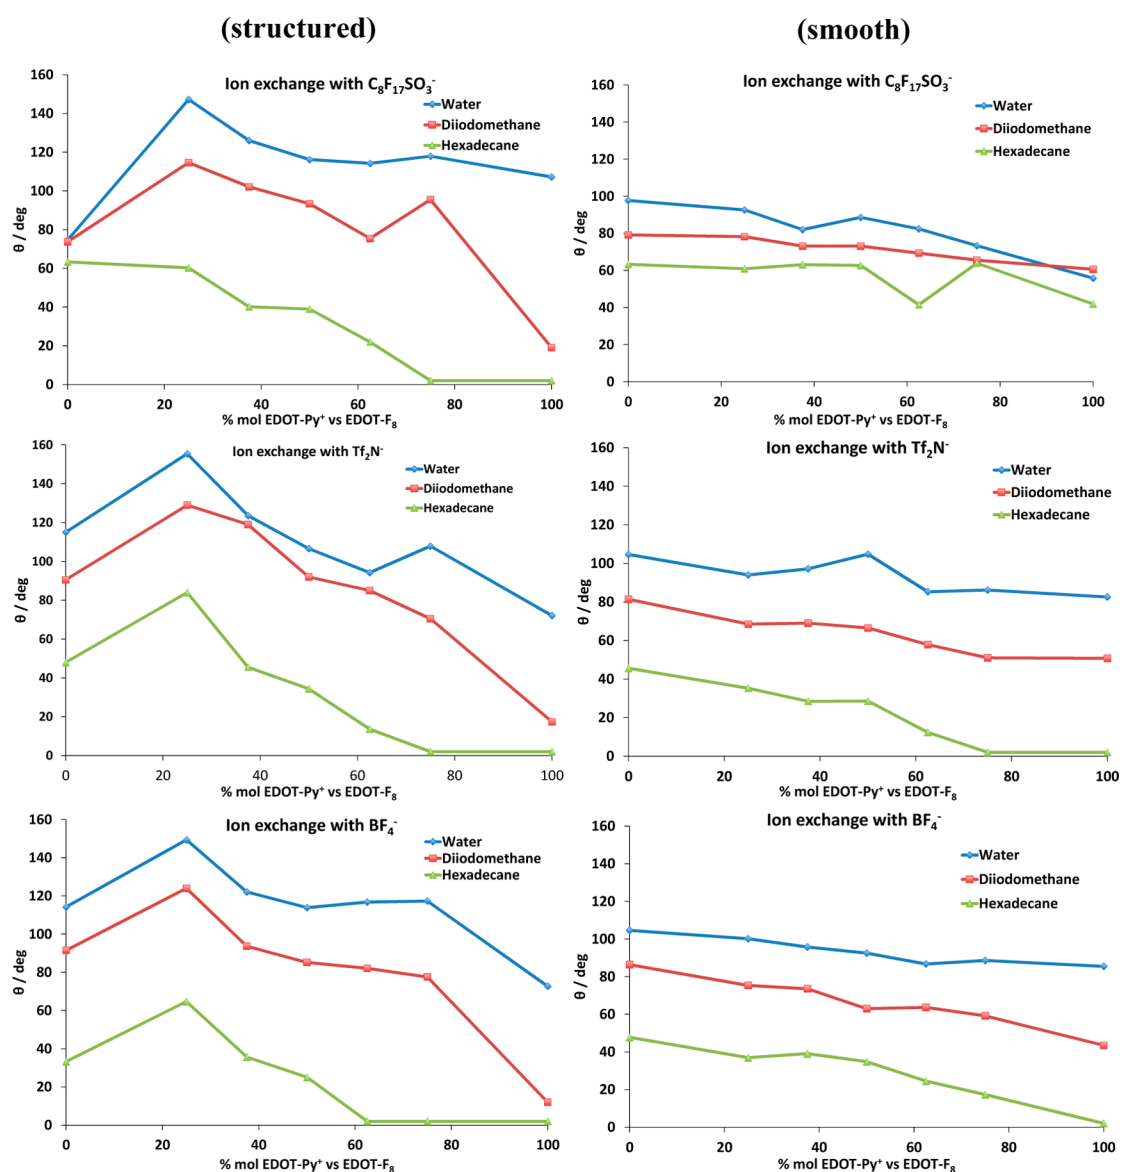 (structured)
(smooth)
Ion exchange with C8F17SO3-
Water
Diiodomethane
Hexadecane
θ / deg
160
140
120
100
80
60
40
20
0
0 20 40 60 80 100
% mol EDOT-Py+ vs EDOT-F8
Ion exchange with C8F17SO3-
Water
Diiodomethane
Hexadecane
θ / deg
160
140
120
100
80
60
40
20
0
0 20 40 60 80 100
% mol EDOT-Py+ vs EDOT-F8
Ion exchange with Tf2N-
Water
Diiodomethane
Hexadecane
θ / deg
160
140
120
100
80
60
40
20
0
0 20 40 60 80 100
% mol EDOT-Py+ vs EDOT-F8
Ion exchange with Tf2N-
Water
Diiodomethane
Hexadecane
θ / deg
160
140
120
100
80
60
40
20
0
0 20 40 60 80 100
% mol EDOT-Py+ vs EDOT-F8
Ion exchange with BF4-
Water
Diiodomethane
Hexadecane
θ / deg
160
140
120
100
80
60
40
20
0
0 20 40 60 80 100
% mol EDOT-Py+ vs EDOT-F8
Ion exchange with BF4-
Water
Diiodomethane
Hexadecane
θ / deg
160
140
120
100
80
60
40
20
0
0 20 40 60 80 100
% mol EDOT-Py+ vs EDOT-F8